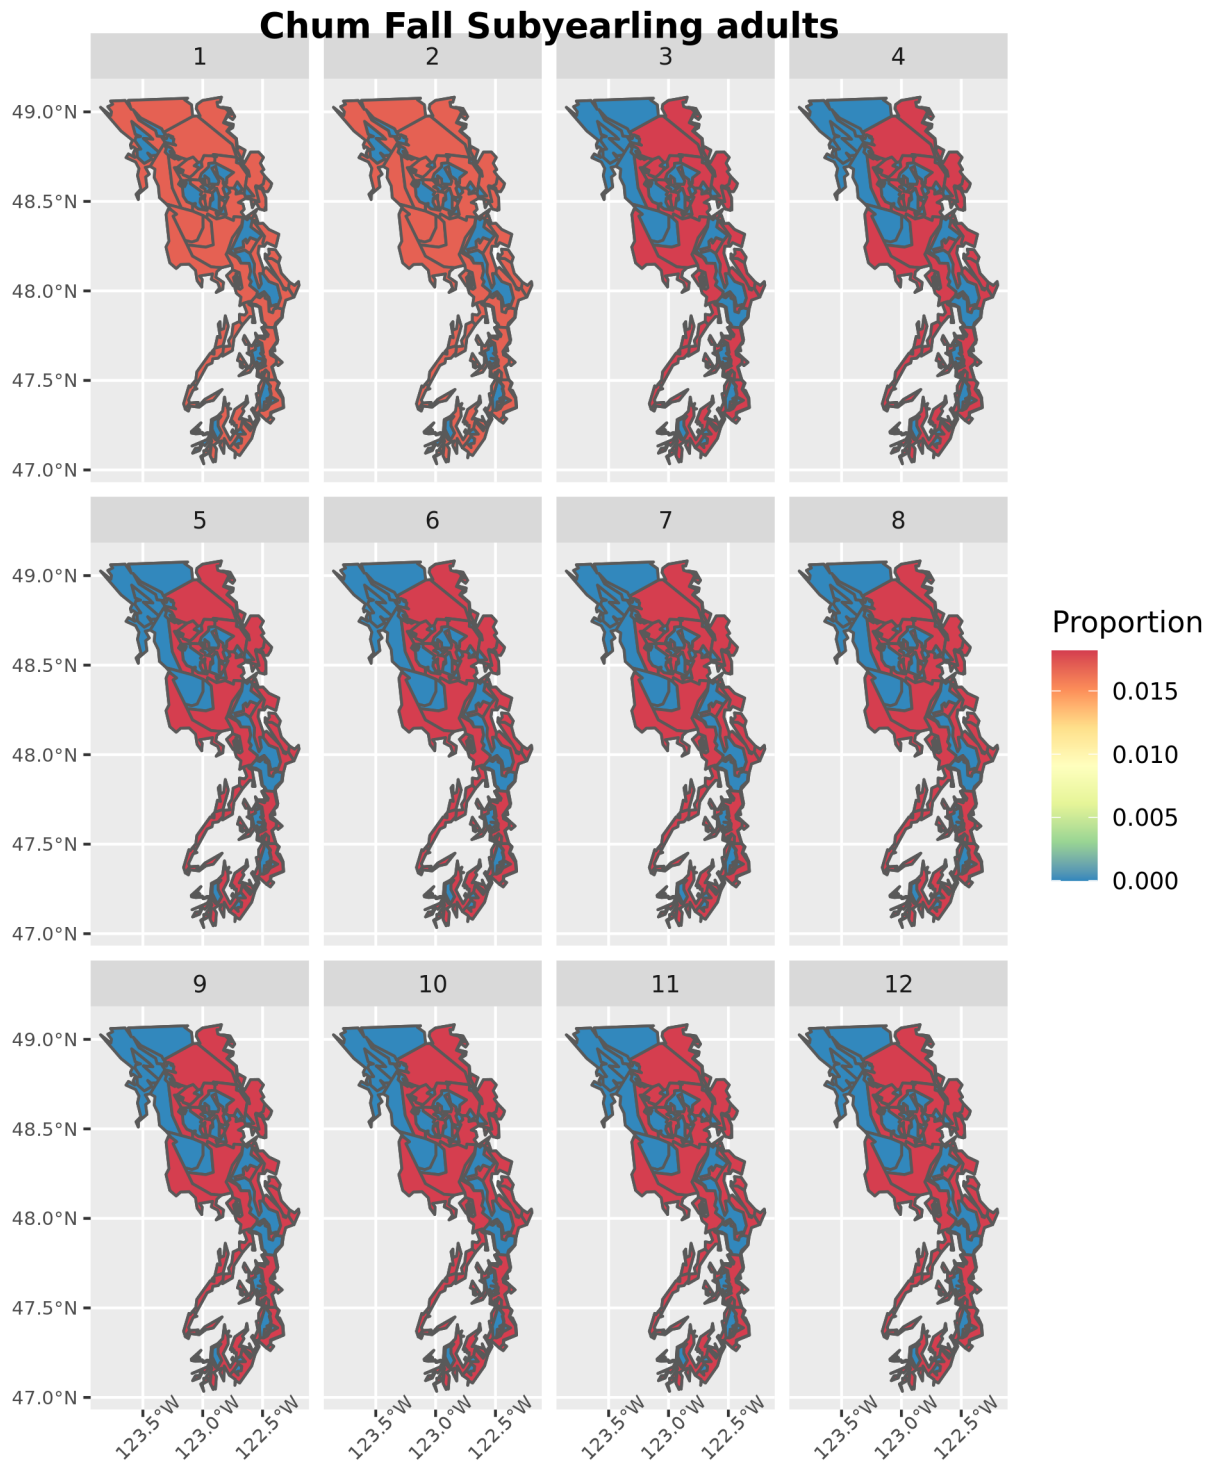 Chum Fall Subyearling adults
1 2 3 4
49.0°N
48.5°N
48.0°N
47.5°N
47.0°N
5 6 7 8
49.0°N
48.5°N
48.0°N
47.5°N
47.0°N
9 10 11 12
49.0°N
48.5°N
48.0°N
47.5°N
47.0°N
123.5°W 123.0°W 122.5°W 123.5°W 123.0°W 122.5°W 123.5°W 123.0°W 122.5°W 123.5°W 123.0°W 122.5°W
Proportion
0.015
0.010
0.005
0.000